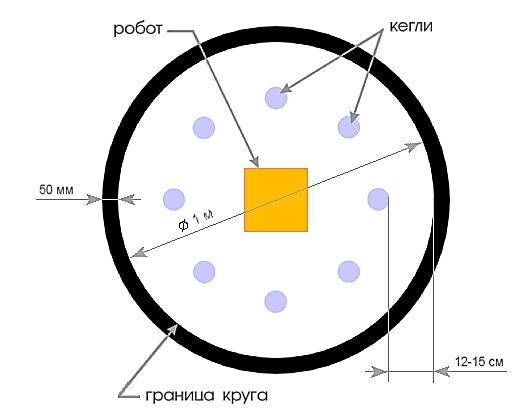 робот
кегли
50 мм
Ф 1 м
12-15 см
граница круга